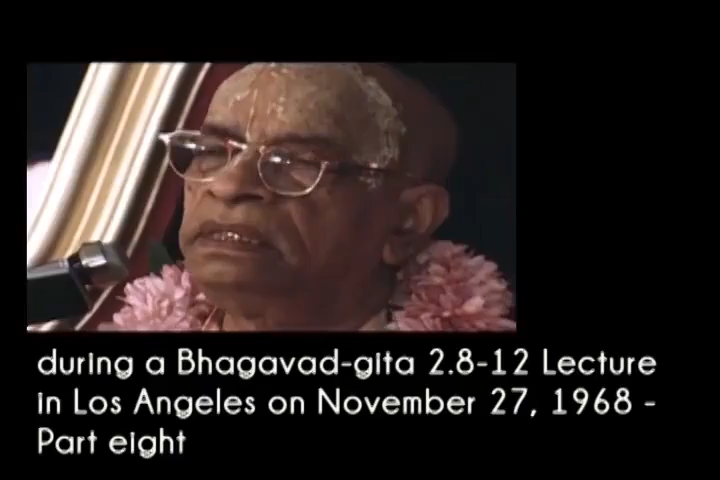 during a Bhagavad-gita 2.8-12 Lecture
in Los Angeles on November 27, 1968 -
Part eight